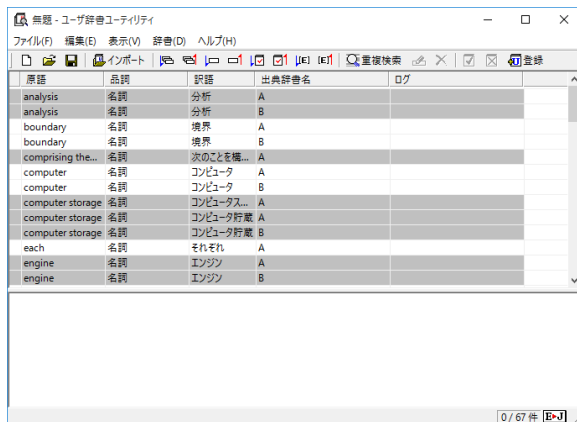 無題 - ユーザ辞書ユーティリティ
ファイル(F) 編集(E) 表示(V) 辞書(D) ヘルプ(H)
インポート [E] [E] 重複検索 登録
原語 品詞 訳語 出典辞書名 ログ
analysis 名詞 分析 A
analysis 名詞 分析 B
boundary 名詞 境界 A
boundary 名詞 境界 B
comprising the... 名詞 次のことを構... A
computer 名詞 コンピュータ A
computer 名詞 コンピュータ B
computer storage 名詞 コンピュータス... A
computer storage 名詞 コンピュータ貯蔵 A
computer storage 名詞 コンピュータ貯蔵 B
each 名詞 それぞれ A
engine 名詞 エンジン A
engine 名詞 エンジン B
0 / 67 件 E▸J